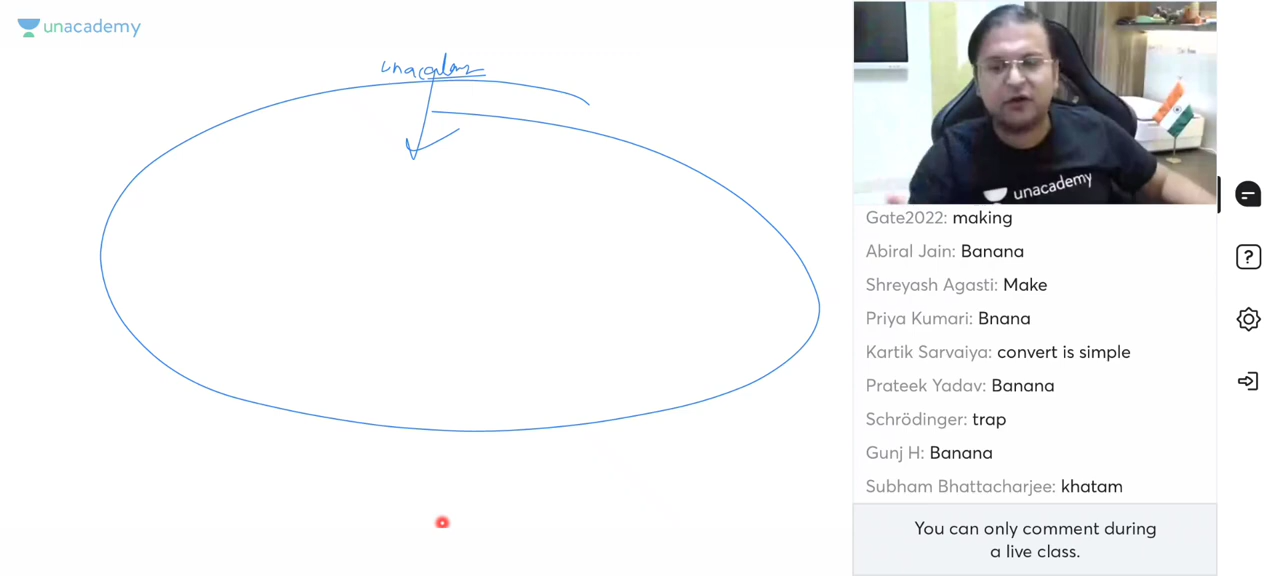 unacademy
unacademy
unacademy
Gate2022: making
Abiral Jain: Banana
Shreyash Agasti: Make
Priya Kumari: Bnana
Kartik Sarvaiya: convert is simple
Prateek Yadav: Banana
Schrödinger: trap
Gunj H: Banana
Subham Bhattacharjee: khatam
You can only comment during
a live class.